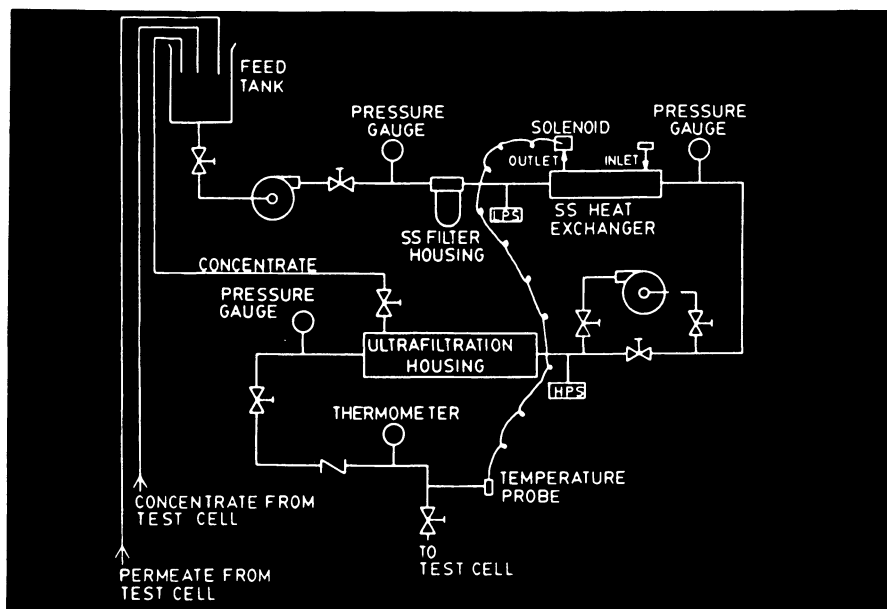 FEED
TANK
PRESSURE
GAUGE
SOLENOID
PRESSURE
GAUGE
OUTLET
INLET
LPS
SS FILTER
HOUSING
SS HEAT
EXCHANGER
CONCENTRATE
PRESSURE
GAUGE
ULTRAFILTRATION
HOUSING
HPS
THERMOMETER
TEMPERATURE
PROBE
CONCENTRATE FROM
TEST CELL
TO
TEST CELL
PERMEATE FROM
TEST CELL